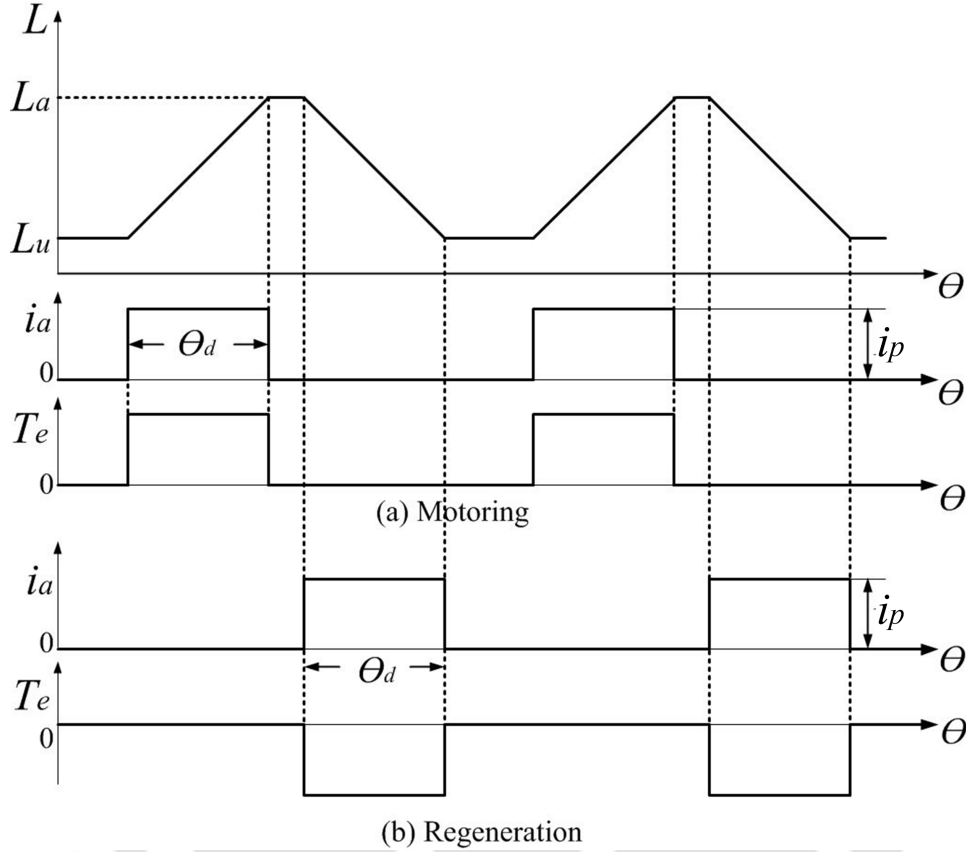 L
La
Lu
θ
ia
θd
ip
0
θ
Te
0
θ
(a) Motoring
ia
ip
0
θ
θd
Te
0
θ
(b) Regeneration